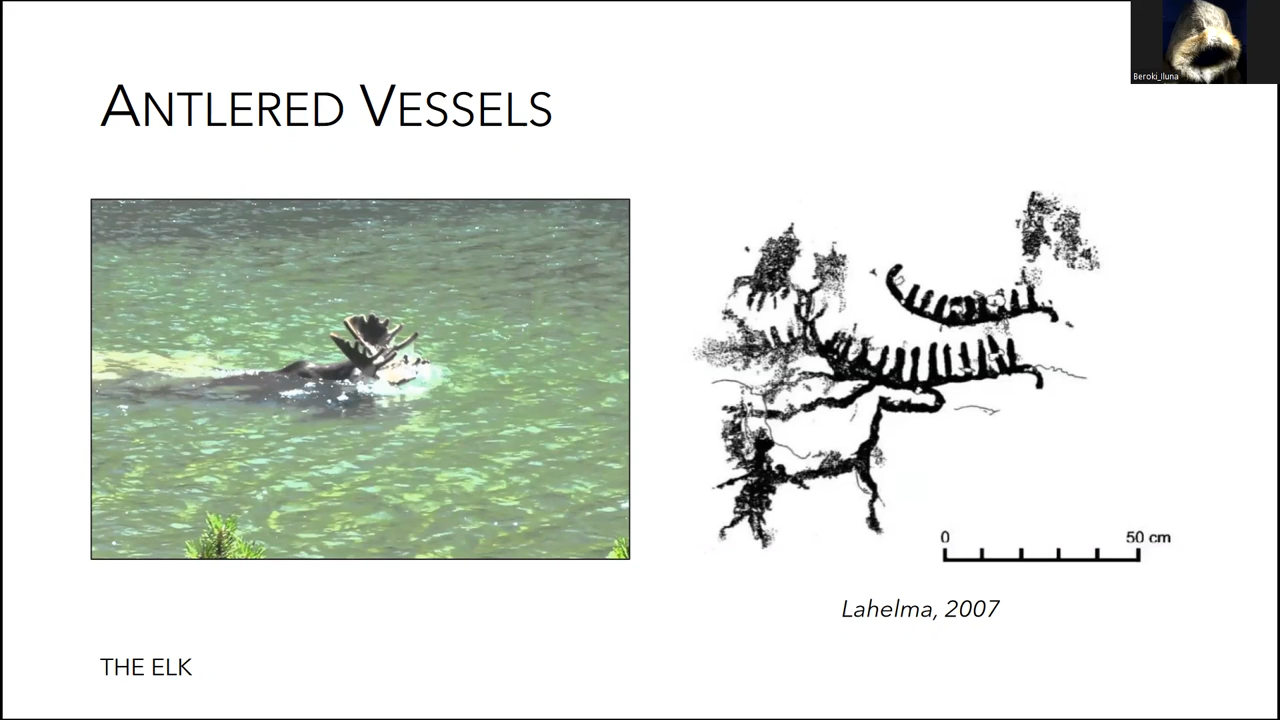 Beroki_Iluna
ANTLERED VESSELS
0 50 cm
Lahelma, 2007
THE ELK